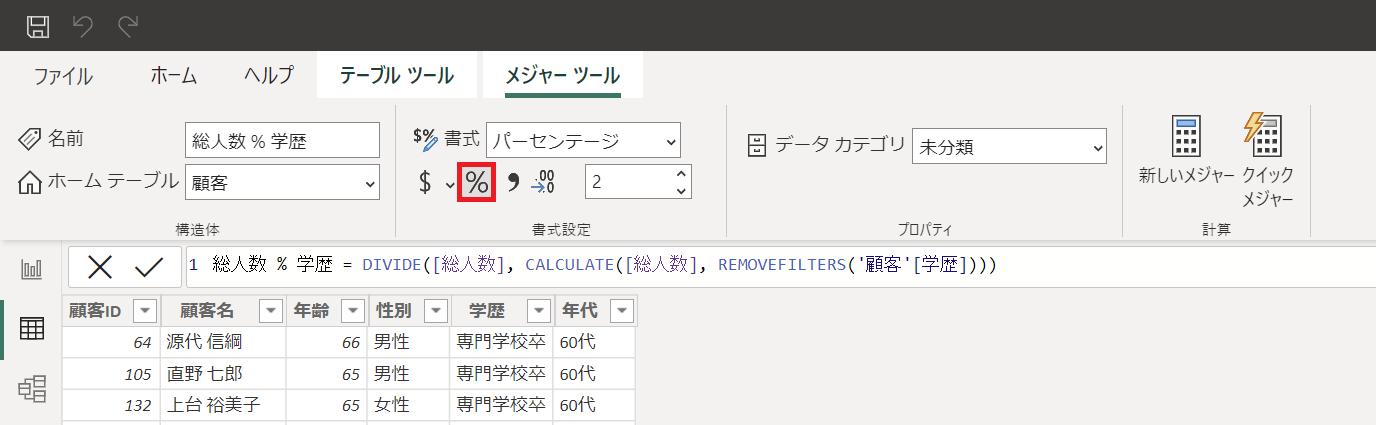 ファイル ホーム ヘルプ テーブル ツール メジャー ツール
名前 総人数 % 学歴
ホーム テーブル 顧客
構造体
$% 書式 パーセンテージ
$ % 9 .00 →.0 2
書式設定
データ カテゴリ 未分類
プロパティ
新しいメジャー クイック メジャー
計算
1 総人数 % 学歴 = DIVIDE([総人数], CALCULATE([総人数], REMOVEFILTERS('顧客'[学歴])))
顧客ID 顧客名 年齢 性別 学歴 年代
64 源代 信綱 66 男性 専門学校卒 60代
105 直野 七郎 65 男性 専門学校卒 60代
132 上台 裕美子 65 女性 専門学校卒 60代